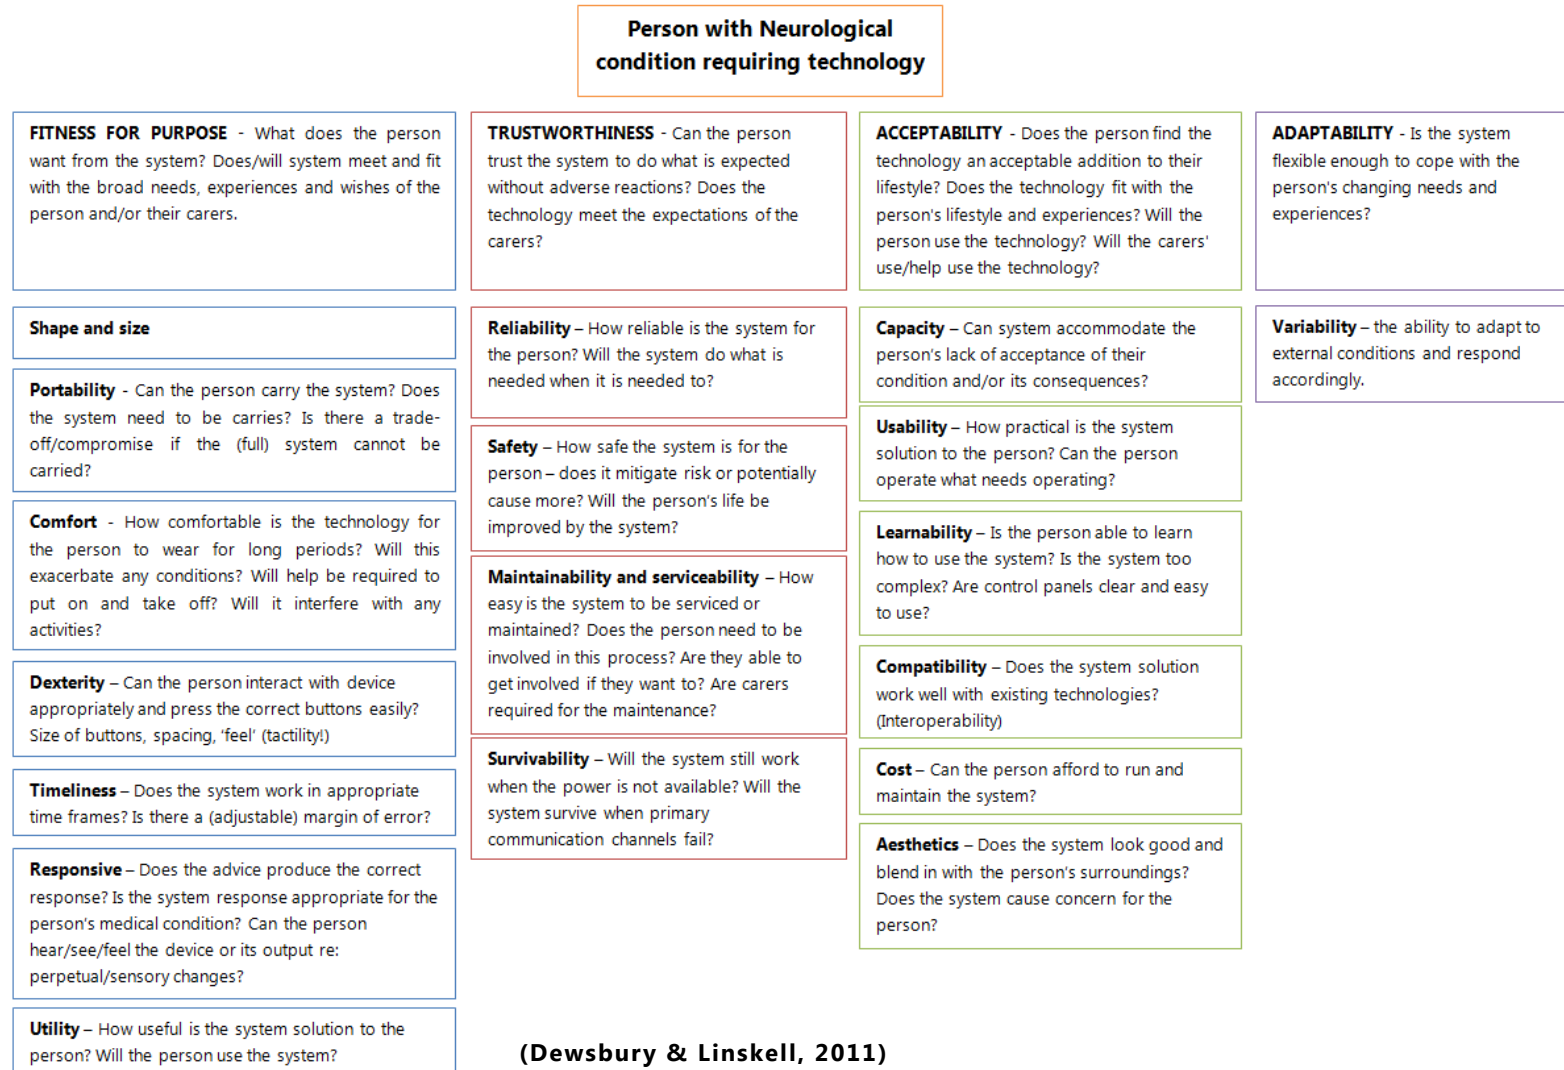 Person with Neurological
condition requiring technology
FITNESS FOR PURPOSE - What does the person
want from the system? Does/will system meet and fit
with the broad needs, experiences and wishes of the
person and/or their carers.
Shape and size
Portability - Can the person carry the system? Does
the system need to be carries? Is there a trade-
off/compromise if the (full) system cannot be
carried?
Comfort - How comfortable is the technology for
the person to wear for long periods? Will this
exacerbate any conditions? Will help be required to
put on and take off? Will it interfere with any
activities?
Dexterity – Can the person interact with device
appropriately and press the correct buttons easily?
Size of buttons, spacing, 'feel' (tactility!)
Timeliness – Does the system work in appropriate
time frames? Is there a (adjustable) margin of error?
Responsive – Does the advice produce the correct
response? Is the system response appropriate for the
person's medical condition? Can the person
hear/see/feel the device or its output re:
perpetual/sensory changes?
Utility – How useful is the system solution to the
person? Will the person use the system?
TRUSTWORTHINESS - Can the person
trust the system to do what is expected
without adverse reactions? Does the
technology meet the expectations of the
carers?
Reliability – How reliable is the system for
the person? Will the system do what is
needed when it is needed to?
Safety – How safe the system is for the
person – does it mitigate risk or potentially
cause more? Will the person's life be
improved by the system?
Maintainability and serviceability – How
easy is the system to be serviced or
maintained? Does the person need to be
involved in this process? Are they able to
get involved if they want to? Are carers
required for the maintenance?
Survivability – Will the system still work
when the power is not available? Will the
system survive when primary
communication channels fail?
ACCEPTABILITY - Does the person find the
technology an acceptable addition to their
lifestyle? Does the technology fit with the
person's lifestyle and experiences? Will the
person use the technology? Will the carers'
use/help use the technology?
Capacity – Can system accommodate the
person's lack of acceptance of their
condition and/or its consequences?
Usability – How practical is the system
solution to the person? Can the person
operate what needs operating?
Learnability – Is the person able to learn
how to use the system? Is the system too
complex? Are control panels clear and easy
to use?
Compatibility – Does the system solution
work well with existing technologies?
(Interoperability)
Cost – Can the person afford to run and
maintain the system?
Aesthetics – Does the system look good and
blend in with the person's surroundings?
Does the system cause concern for the
person?
ADAPTABILITY - Is the system
flexible enough to cope with the
person's changing needs and
experiences?
Variability – the ability to adapt to
external conditions and respond
accordingly.
(Dewsbury & Linskell, 2011)